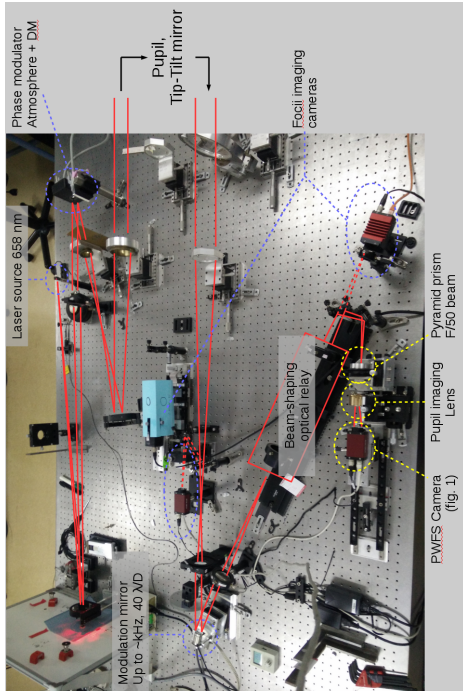 Phase modulator
Atmosphere + DM
Laser source 658 nm
Pupil,
Tip-Tilt mirror
Focii imaging
cameras
Beam-shaping
optical relay
Modulation mirror
Up to ~kHz, 40 λ/D
PWFS Camera
(fig. 1)
Pupil imaging
Lens
Pyramid prism
F/50 beam